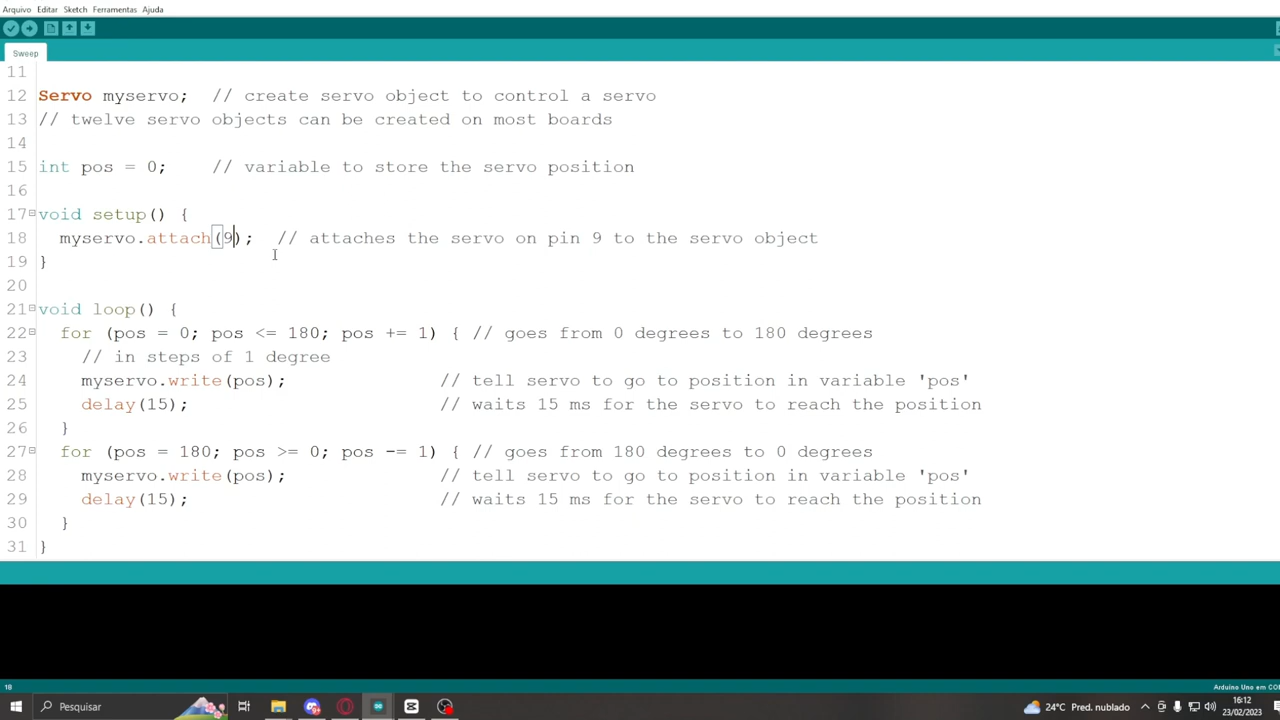 Arquivo Editar Sketch Ferramentas Ajuda
Sweep
11
12 Servo myservo;  // create servo object to control a servo
13 // twelve servo objects can be created on most boards
14
15 int pos = 0;    // variable to store the servo position
16
17 void setup() {
18   myservo.attach(9);  // attaches the servo on pin 9 to the servo object
19 }
20
21 void loop() {
22   for (pos = 0; pos <= 180; pos += 1) { // goes from 0 degrees to 180 degrees
23     // in steps of 1 degree
24     myservo.write(pos);              // tell servo to go to position in variable 'pos'
25     delay(15);                       // waits 15 ms for the servo to reach the position
26   }
27   for (pos = 180; pos >= 0; pos -= 1) { // goes from 180 degrees to 0 degrees
28     myservo.write(pos);              // tell servo to go to position in variable 'pos'
29     delay(15);                       // waits 15 ms for the servo to reach the position
30   }
31 }
18 Arduino Uno em CO
Pesquisar 24°C Pred. nublado 16:12
23/02/2023